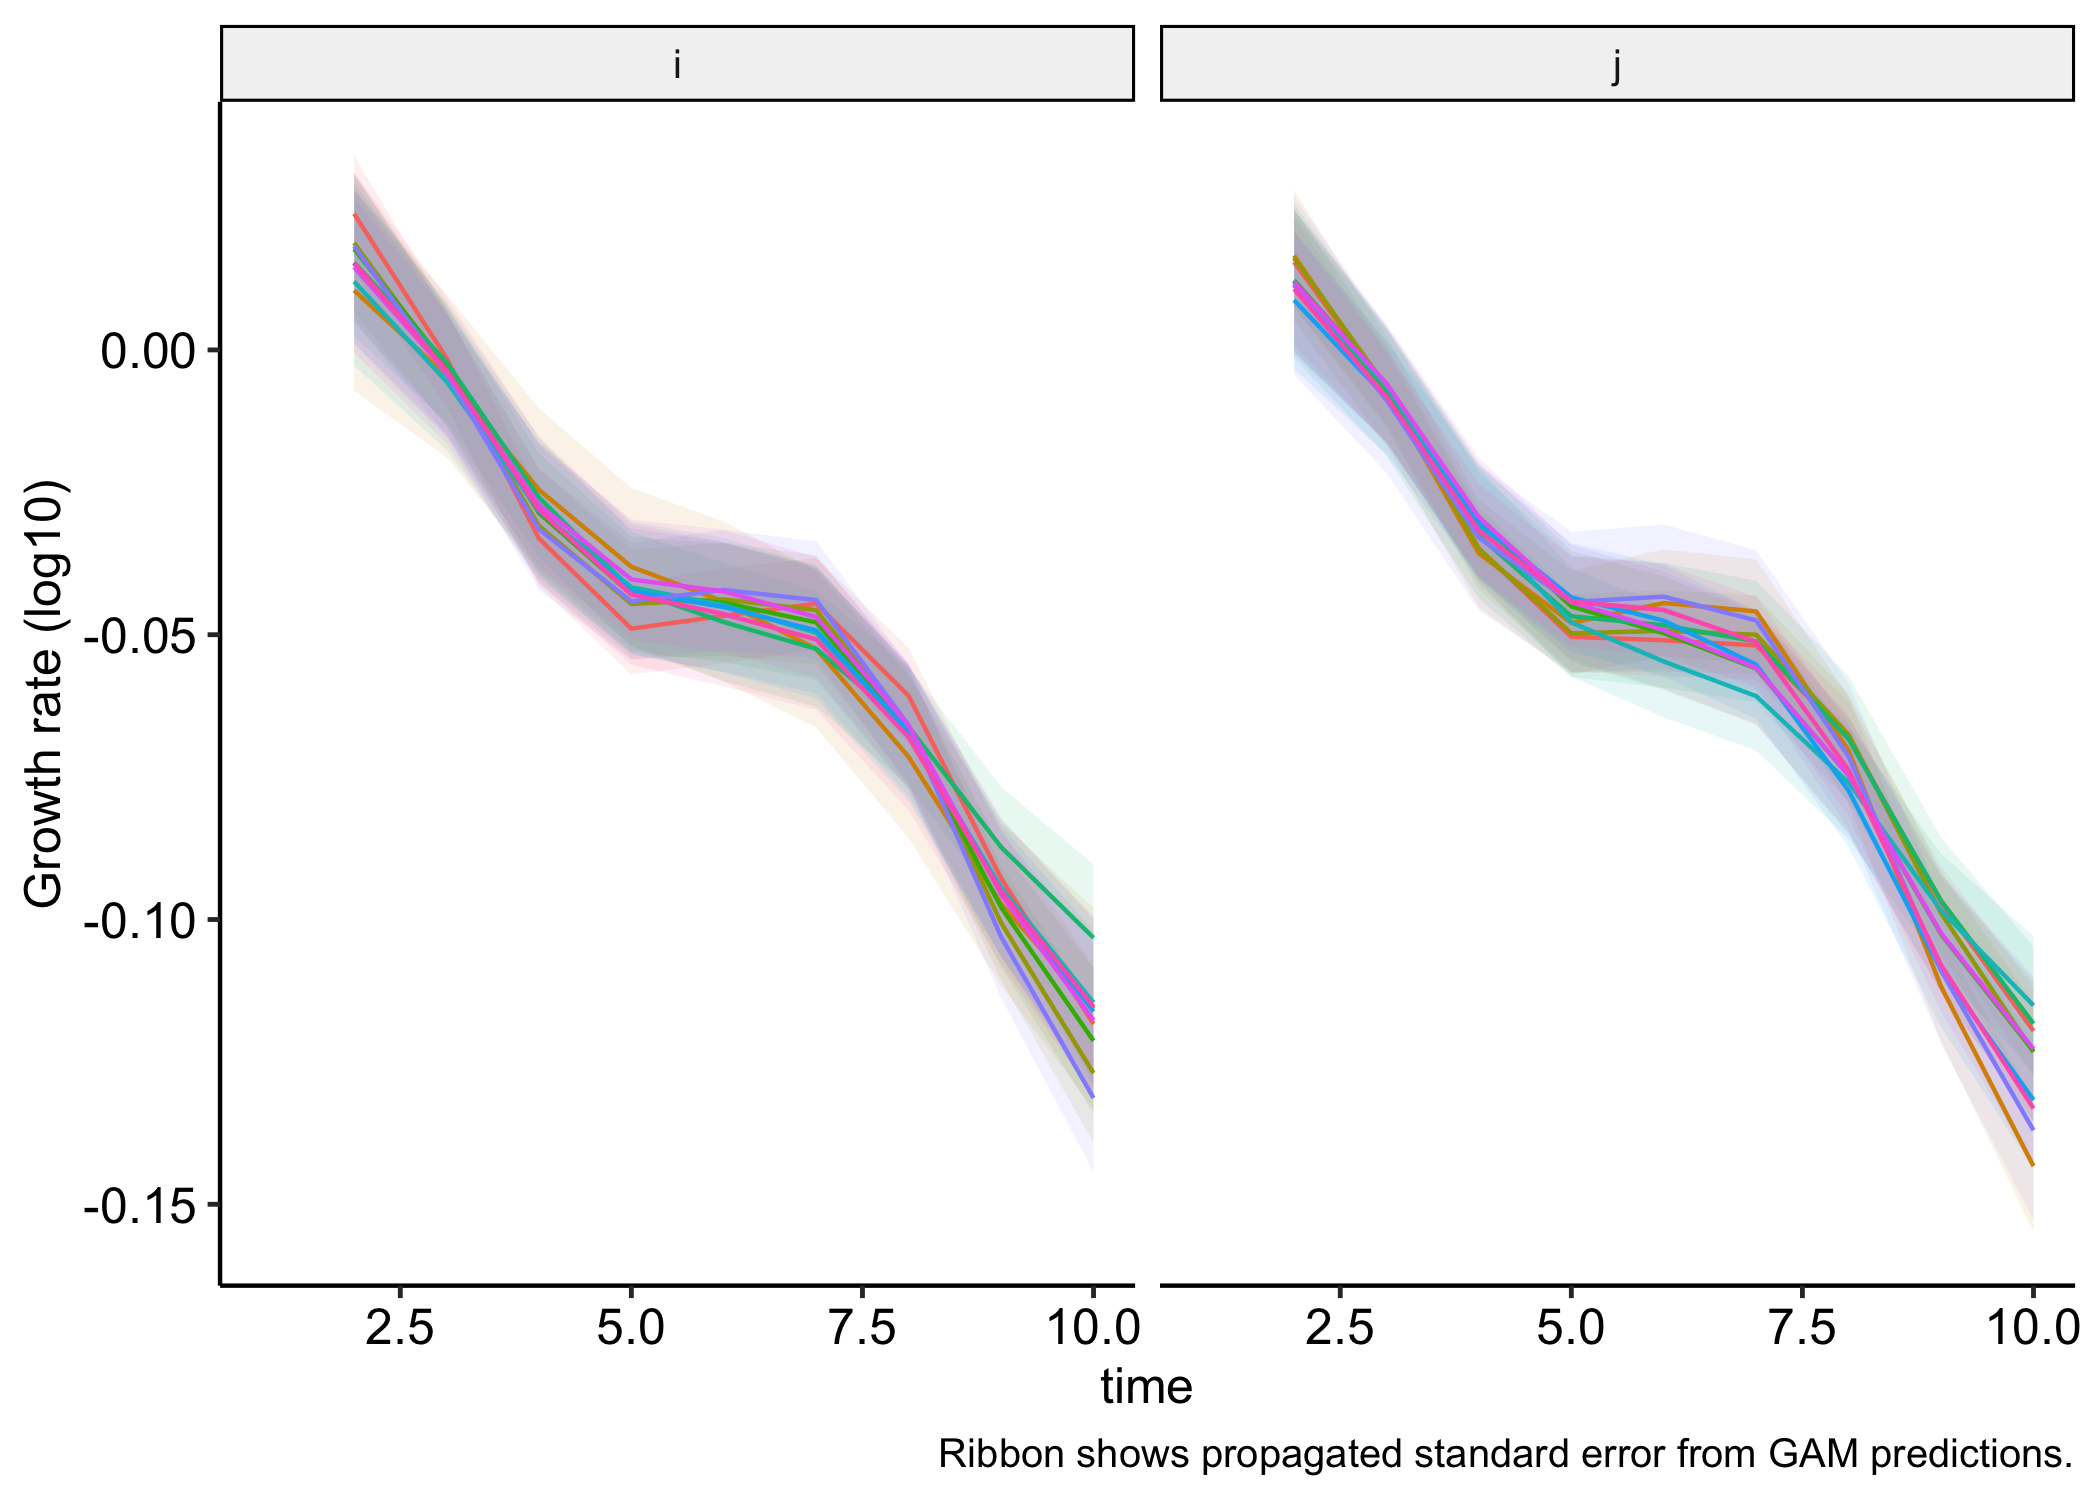 i
j
Growth rate (log10)
0.00
-0.05
-0.10
-0.15
2.5 5.0 7.5 10.0 2.5 5.0 7.5 10.0
time
Ribbon shows propagated standard error from GAM predictions.